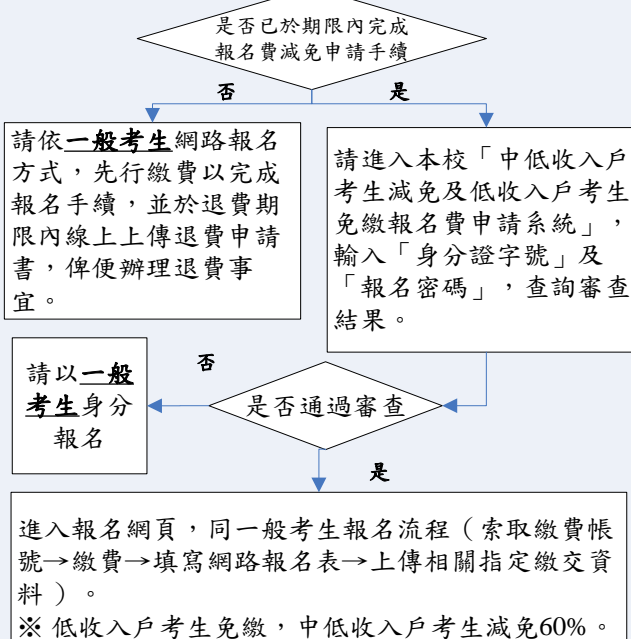 是否已於期限內完成
報名費減免申請手續
否
是
請依一般考生網路報名
方式，先行繳費以完成
報名手續，並於退費期
限內線上上傳退費申請
書，俾便辦理退費事
宜。
請進入本校「中低收入戶
考生減免及低收入戶考生
免繳報名費申請系統」，
輸入「身分證字號」及
「報名密碼」，查詢審查
結果。
請以一般
考生身分
報名
否
是否通過審查
是
進入報名網頁，同一般考生報名流程（索取繳費帳
號→繳費→填寫網路報名表→上傳相關指定繳交資
料）。
※ 低收入戶考生免繳，中低收入戶考生減免60%。